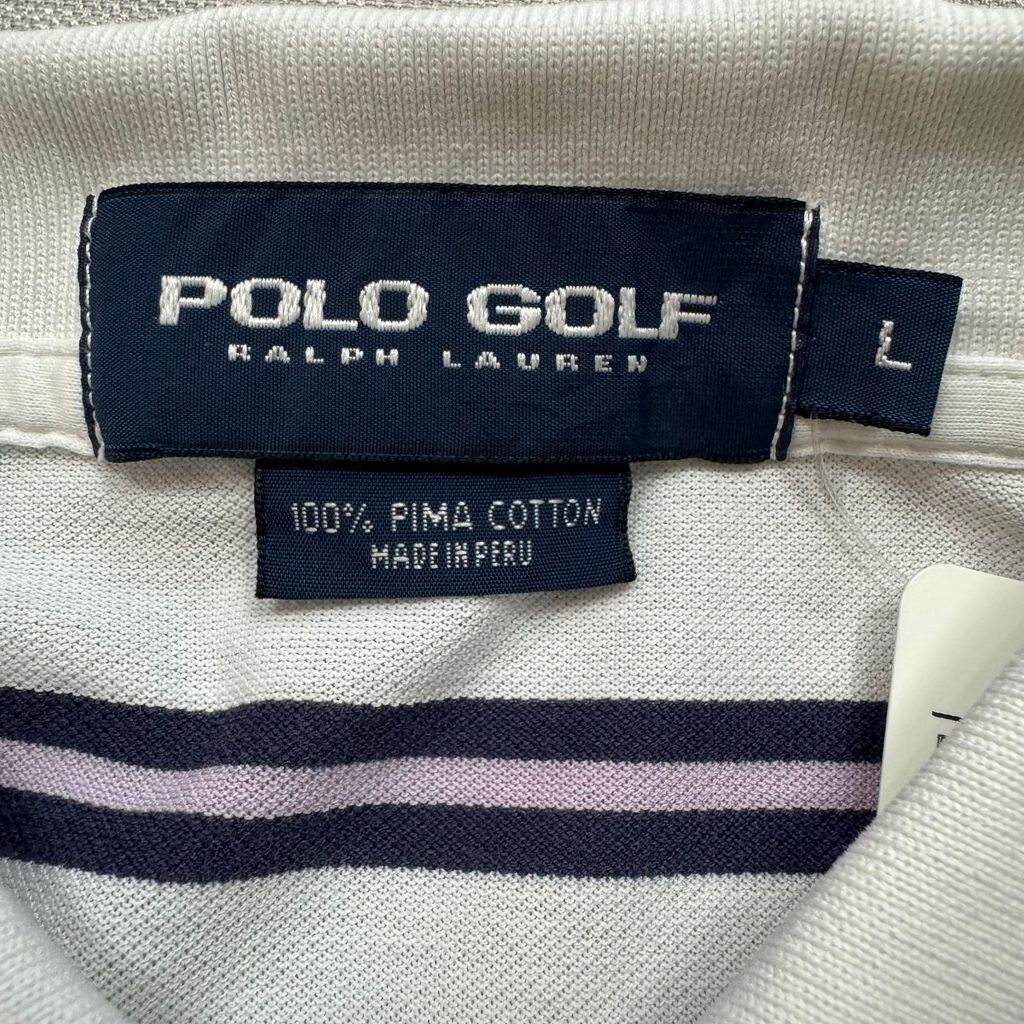 POLO GOLF
RALPH LAUREN
L
100% PIMA COTTON
MADE IN PERU